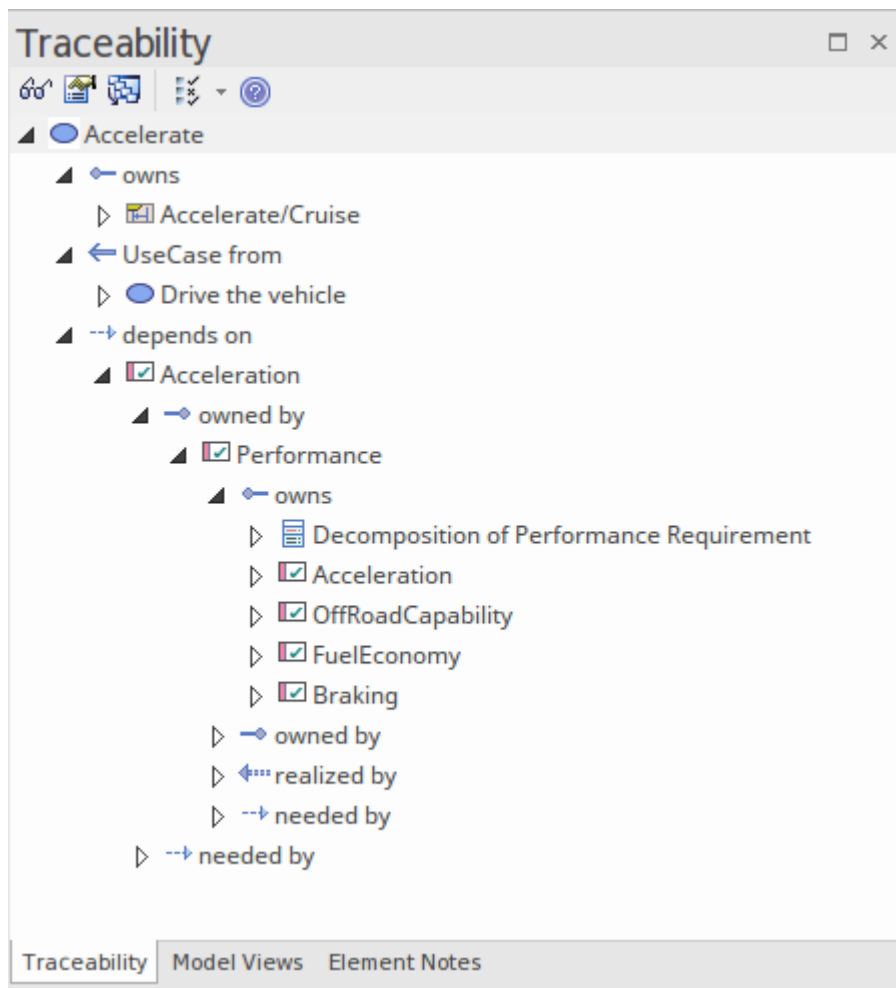 Traceability
Accelerate
owns
Accelerate/Cruise
UseCase from
Drive the vehicle
depends on
Acceleration
owned by
Performance
owns
Decomposition of Performance Requirement
Acceleration
OffRoadCapability
FuelEconomy
Braking
owned by
realized by
needed by
needed by
Traceability Model Views Element Notes